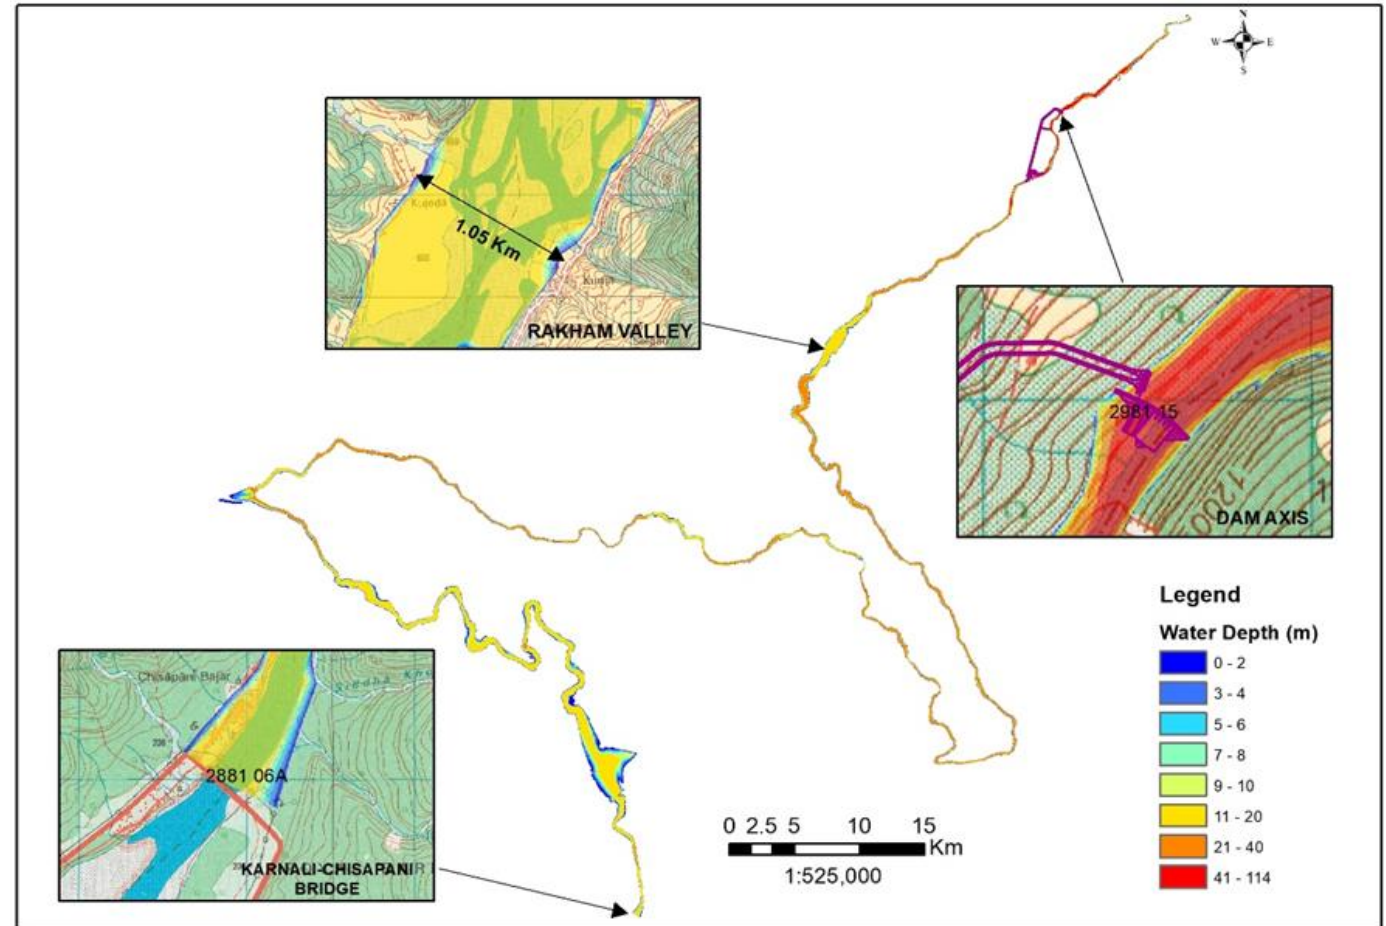 N
W E
S
Kuneda
1.05 Km
RAKHAM VALLEY
2981 15
1200
DAM AXIS
Chisapani Bajar
2881 06A
KARNALI-CHISAPANI
BRIDGE
0 2.5 5 10 15
Km
1:525,000
Legend
Water Depth (m)
0 - 2
3 - 4
5 - 6
7 - 8
9 - 10
11 - 20
21 - 40
41 - 114